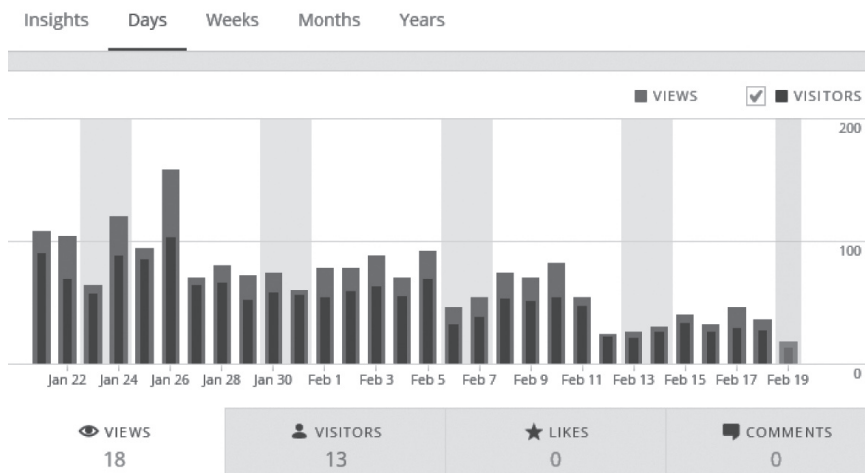 Insights Days Weeks Months Years
VIEWS VISITORS
200
100
0
Jan 22 Jan 24 Jan 26 Jan 28 Jan 30 Feb 1 Feb 3 Feb 5 Feb 7 Feb 9 Feb 11 Feb 13 Feb 15 Feb 17 Feb 19
VIEWS VISITORS LIKES COMMENTS
18 13 0 0